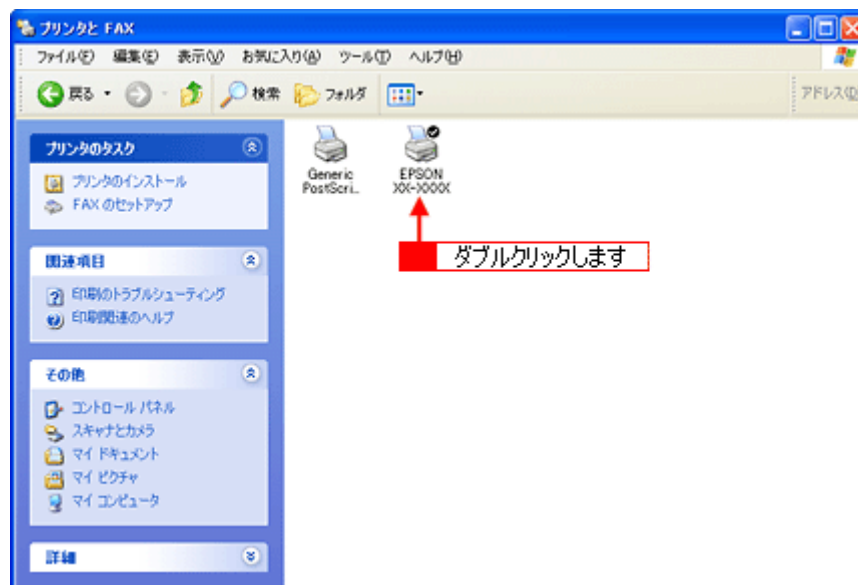 プリンタと FAX
ファイル(F) 編集(E) 表示(V) お気に入り(A) ツール(T) ヘルプ(H)
戻る 検索 フォルダ アドレス(D
プリンタのタスク
プリンタのインストール
FAX のセットアップ
関連項目
印刷のトラブルシューティング
印刷関連のヘルプ
その他
コントロール パネル
スキャナとカメラ
マイ ドキュメント
マイ ピクチャ
マイ コンピュータ
詳細
Generic
PostScri..
EPSON
XX-XXXX
ダブルクリックします